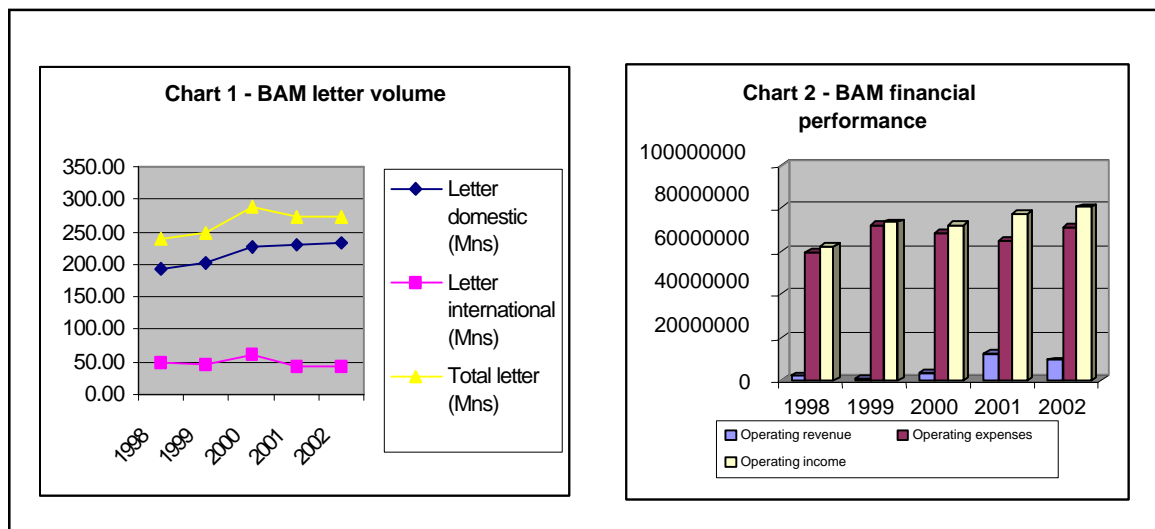 Chart 1 - BAM letter volume
350.00
300.00
250.00
200.00
150.00
100.00
50.00
0.00
1998
1999
2000
2001
2002
Letter
domestic
(Mns)
Letter
international
(Mns)
Total letter
(Mns)
Chart 2 - BAM financial
performance
100000000
80000000
60000000
40000000
20000000
0
1998 1999 2000 2001 2002
Operating revenue Operating expenses
Operating income